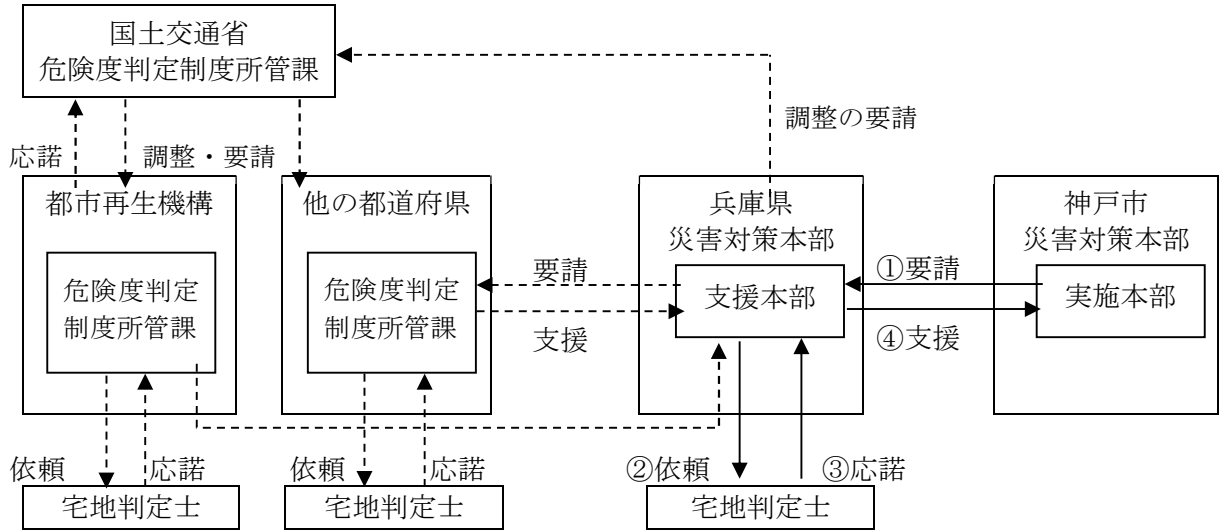 国土交通省
危険度判定制度所管課
調整の要請
応諾
調整・要請
都市再生機構
他の都道府県
兵庫県
災害対策本部
神戸市
災害対策本部
危険度判定
制度所管課
危険度判定
制度所管課
要請
支援
支援本部
①要請
④支援
実施本部
依頼
応諾
依頼
応諾
②依頼
③応諾
宅地判定士
宅地判定士
宅地判定士